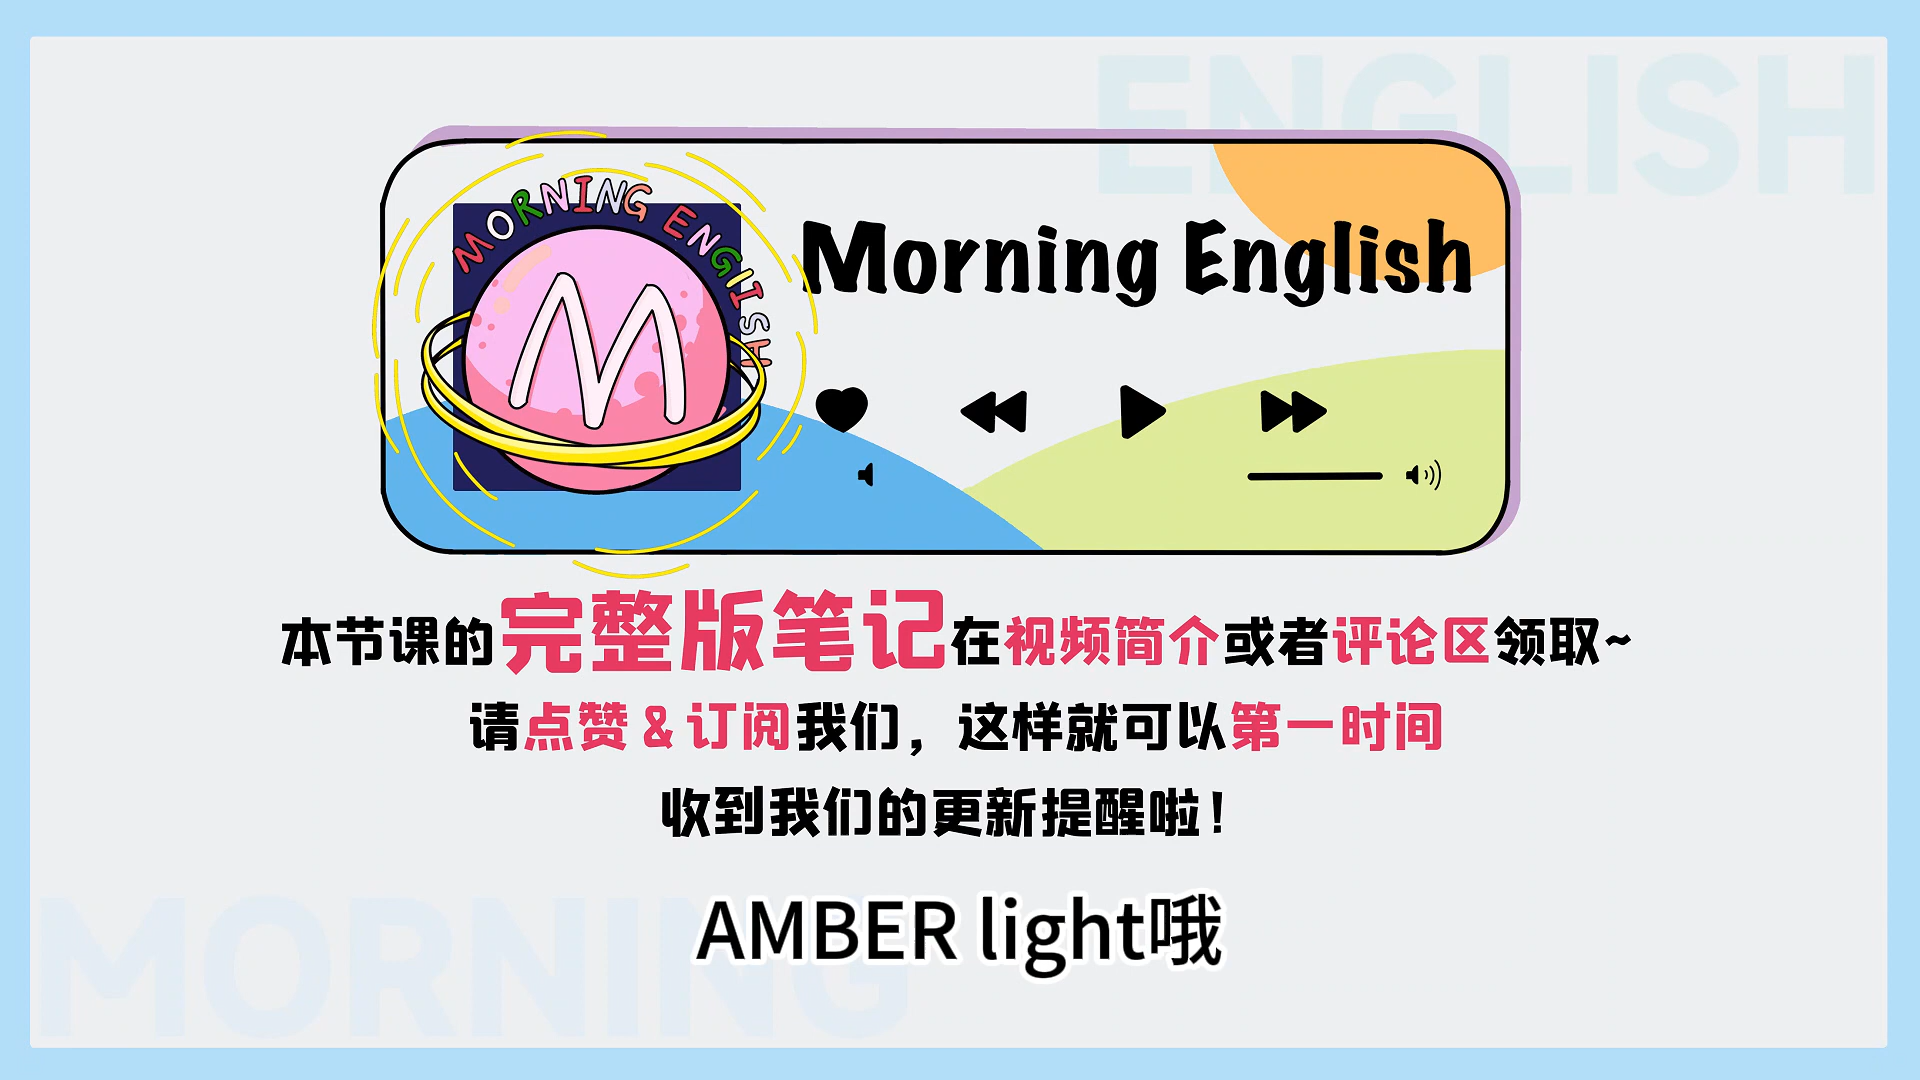 ENGLISH
MORNING ENGLISH
M
Morning English
本节课的完整版笔记在视频简介或者评论区领取~
请点赞&订阅我们，这样就可以第一时间
收到我们的更新提醒啦！
MORNING
AMBER light哦